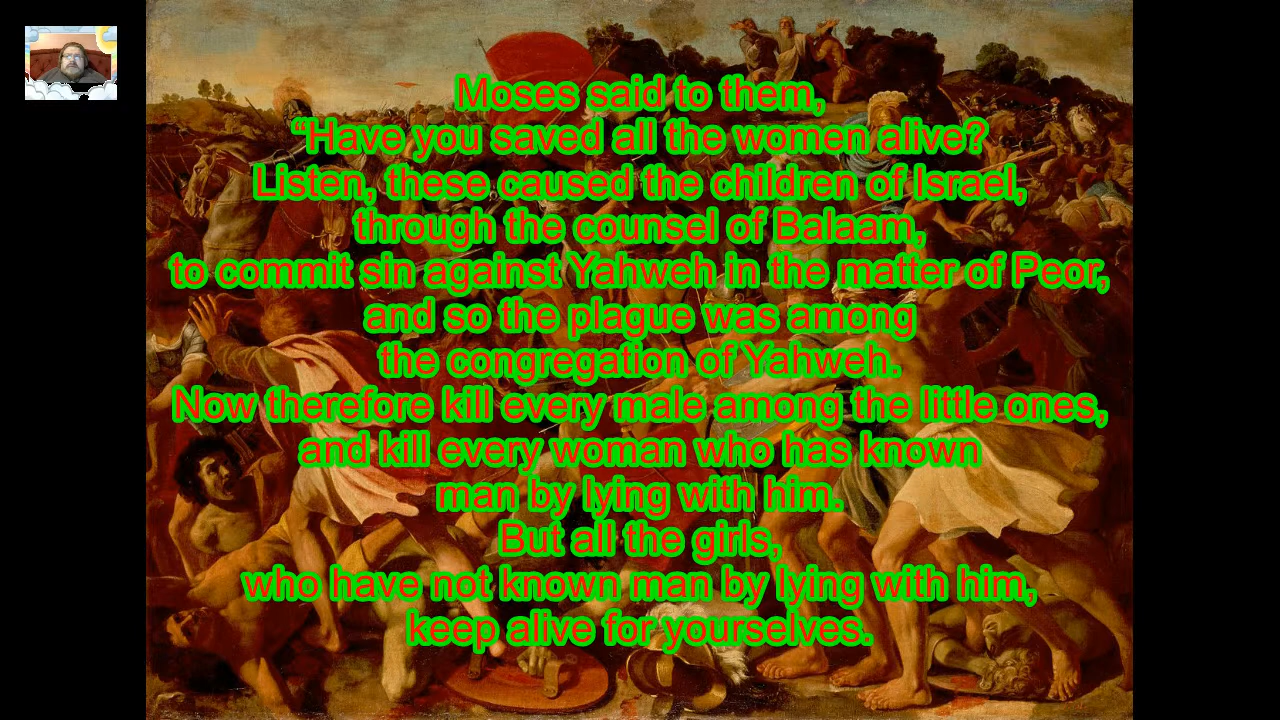 Moses said to them,
“Have you saved all the women alive?
Listen, these caused the children of Israel,
through the counsel of Balaam,
to commit sin against Yahweh in the matter of Peor,
and so the plague was among
the congregation of Yahweh.
Now therefore kill every male among the little ones,
and kill every woman who has known
man by lying with him.
But all the girls,
who have not known man by lying with him,
keep alive for yourselves.